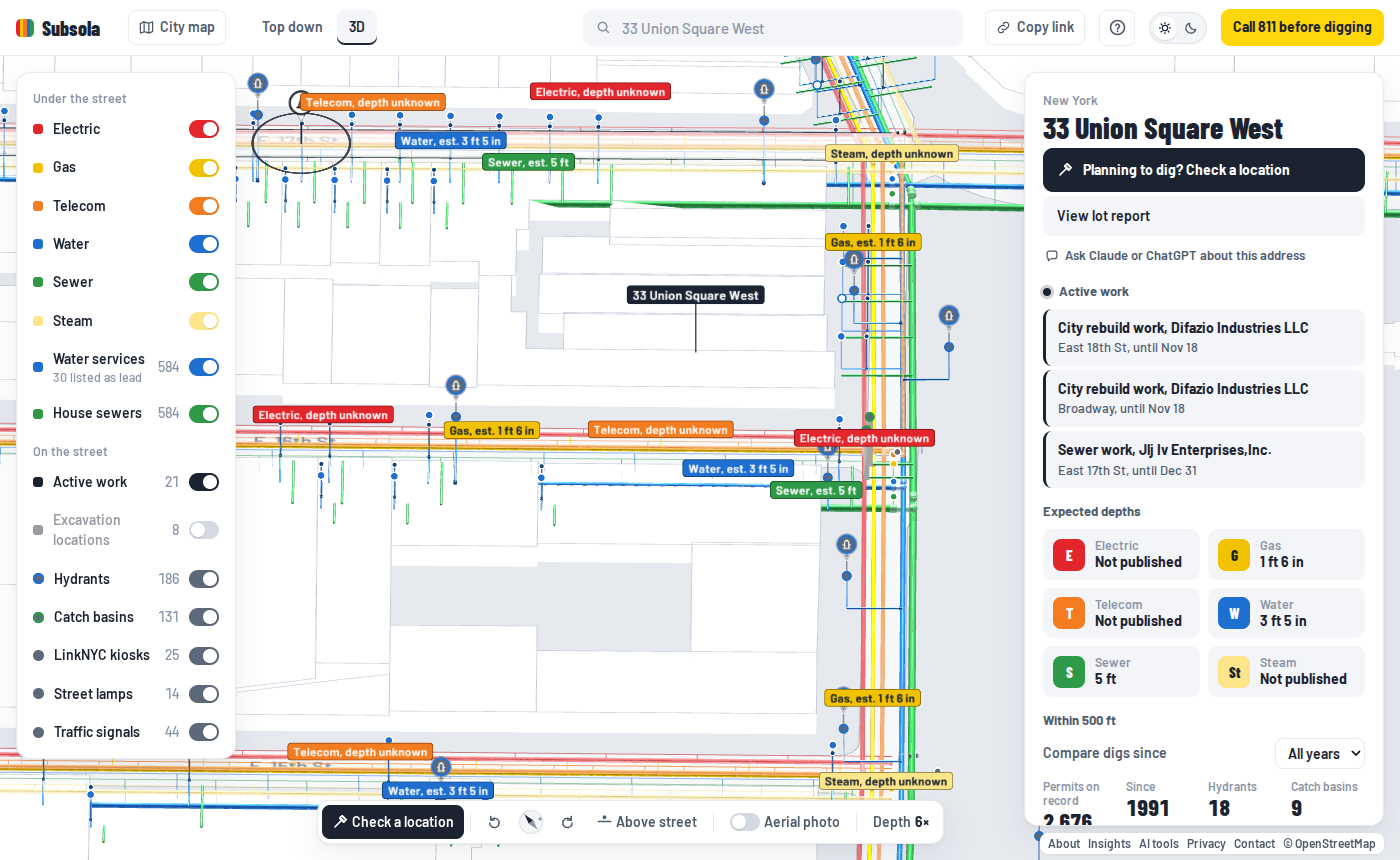 Subsola
City map
Top down
3D
33 Union Square West
Copy link
Call 811 before digging
Under the street
Electric
Gas
Telecom
Water
Sewer
Steam
Water services 584
30 listed as lead
House sewers 584
On the street
Active work 21
Excavation
locations
8
Hydrants 186
Catch basins 131
LinkNYC kiosks 25
Street lamps 14
Traffic signals 44
Electric, depth unknown
Telecom, depth unknown
Water, est. 3 ft 5 in
Sewer, est. 5 ft
Steam, depth unknown
Gas, est. 1 ft 6 in
33 Union Square West
Electric, depth unknown
Gas, est. 1 ft 6 in
Telecom, depth unknown
Electric, depth unknown
E. 16th St
Water, est. 3 ft 5 in
Sewer, est. 5 ft
Gas, est. 1 ft 6 in
Telecom, depth unknown
Steam, depth unknown
Water, est. 3 ft 5 in
Check a location
Above street
Aerial photo
Depth 6×
New York
33 Union Square West
Planning to dig? Check a location
View lot report
Ask Claude or ChatGPT about this address
Active work
City rebuild work, Difazio Industries LLC
East 18th St, until Nov 18
City rebuild work, Difazio Industries LLC
Broadway, until Nov 18
Sewer work, Jlj Iv Enterprises,Inc.
East 17th St, until Dec 31
Expected depths
E
Electric
Not published
G
Gas
1 ft 6 in
T
Telecom
Not published
W
Water
3 ft 5 in
S
Sewer
5 ft
St
Steam
Not published
Within 500 ft
Compare digs since
All years
Permits on
record
2,676
Since
1991
Hydrants
18
Catch basins
9
About Insights AI tools Privacy Contact © OpenStreetMap